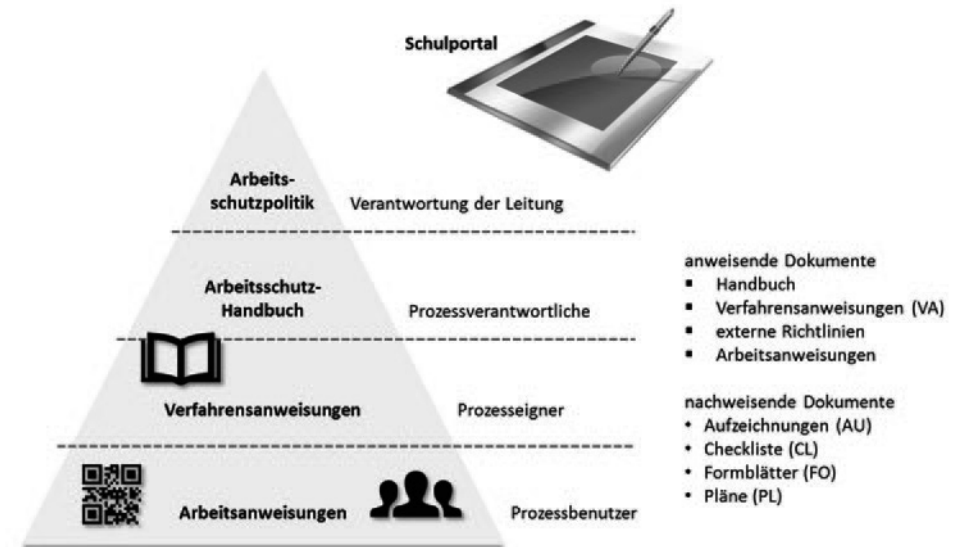 Schulportal
Arbeits-
schutzpolitik
Verantwortung der Leitung
Arbeitsschutz-
Handbuch
Prozessverantwortliche
Verfahrensanweisungen
Prozesseigner
Arbeitsanweisungen
Prozessbenutzer
anweisende Dokumente
▪ Handbuch
▪ Verfahrensanweisungen (VA)
▪ externe Richtlinien
▪ Arbeitsanweisungen
nachweisende Dokumente
• Aufzeichnungen (AU)
• Checkliste (CL)
• Formblätter (FO)
• Pläne (PL)